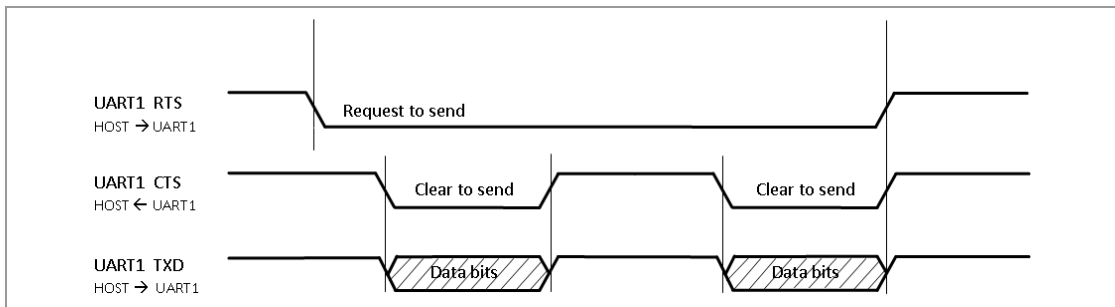 UART1 RTS
HOST → UART1
Request to send
UART1 CTS
HOST ← UART1
Clear to send
Clear to send
UART1 TXD
HOST → UART1
Data bits
Data bits